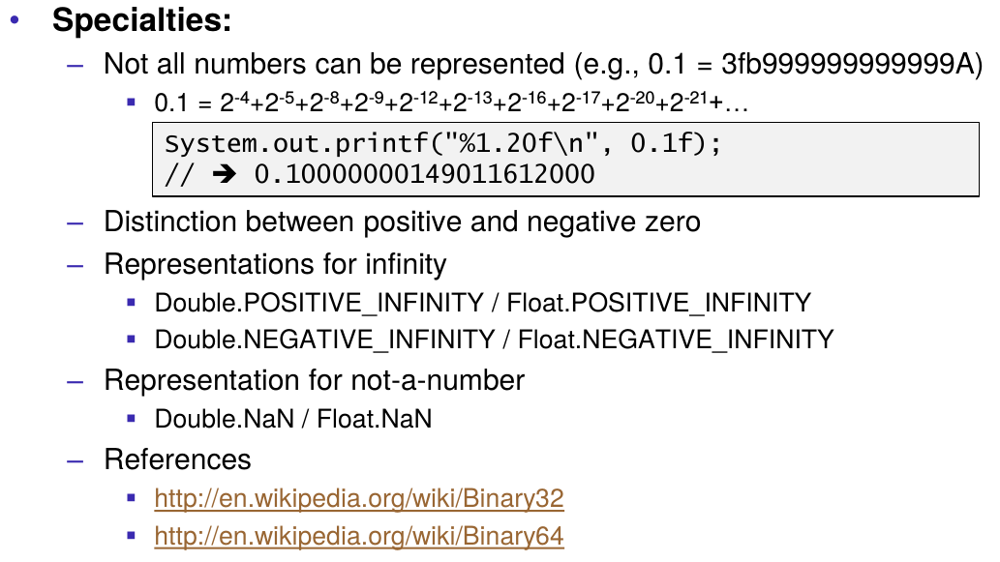 • Specialties:
– Not all numbers can be represented (e.g., 0.1 = 3fb999999999999A)
▪ 0.1 = 2⁻⁴+2⁻⁵+2⁻⁸+2⁻⁹+2⁻¹²+2⁻¹³+2⁻¹⁶+2⁻¹⁷+2⁻²⁰+2⁻²¹+…
System.out.printf("%1.20f\n", 0.1f);
// ➔ 0.10000000149011612000
– Distinction between positive and negative zero
– Representations for infinity
▪ Double.POSITIVE_INFINITY / Float.POSITIVE_INFINITY
▪ Double.NEGATIVE_INFINITY / Float.NEGATIVE_INFINITY
– Representation for not-a-number
▪ Double.NaN / Float.NaN
– References
▪ http://en.wikipedia.org/wiki/Binary32
▪ http://en.wikipedia.org/wiki/Binary64